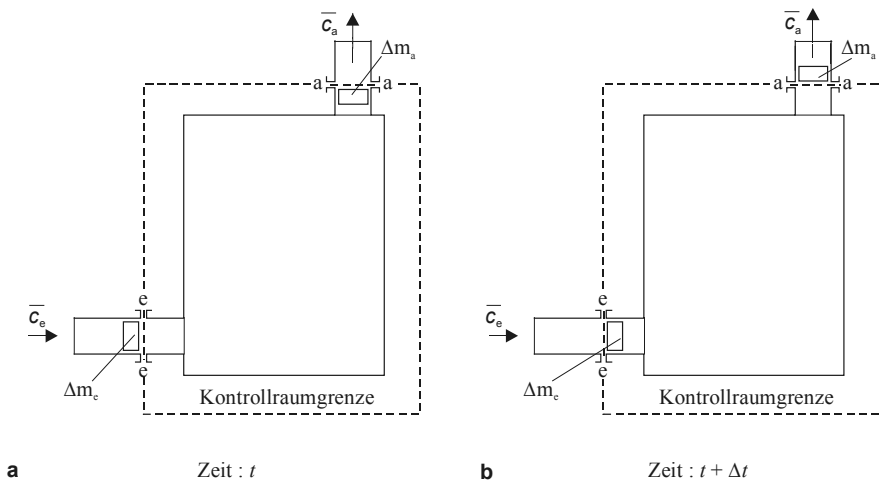 c̅ₐ
Δmₐ
a a
e
c̅ₑ
e
Δmₑ
Kontrollraumgrenze
a Zeit : t
c̅ₐ
Δmₐ
a a
e
c̅ₑ
e
Δmₑ
Kontrollraumgrenze
b Zeit : t + Δt